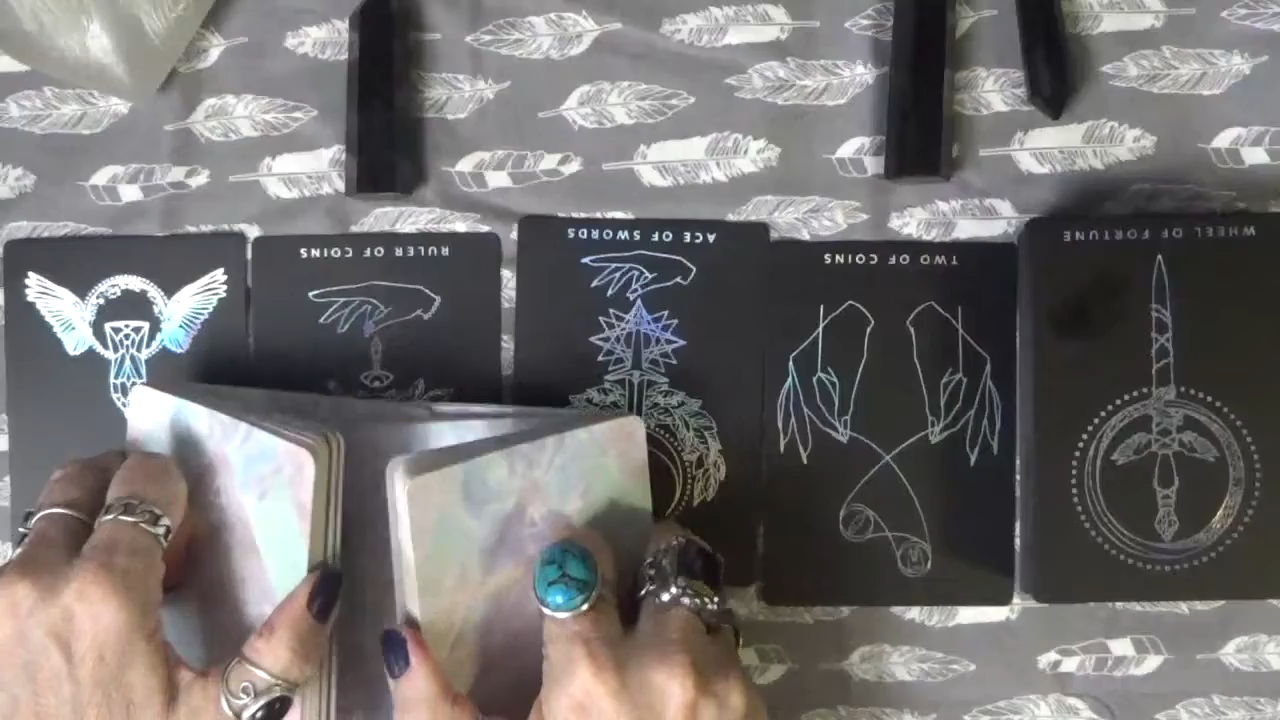 RULER OF COINS
ACE OF SWORDS
TWO OF COINS
WHEEL OF FORTUNE